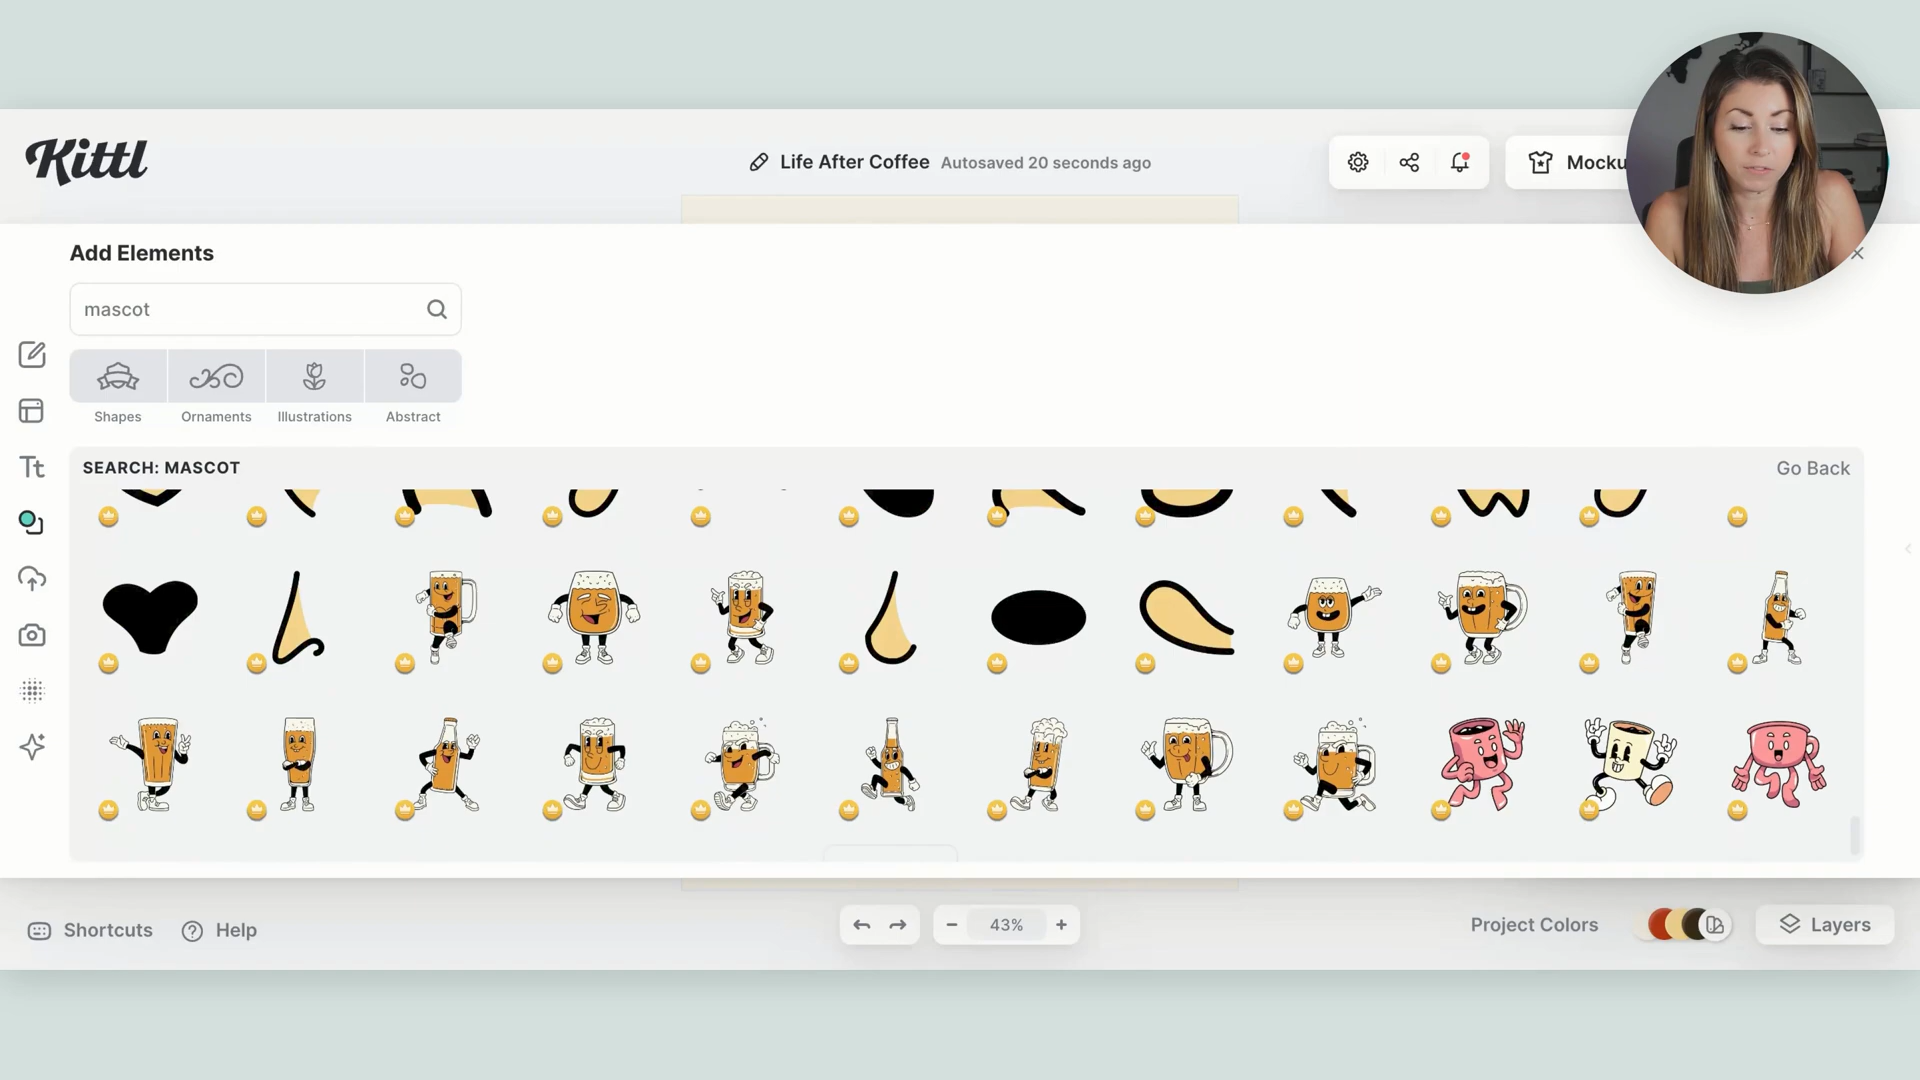 Kittl
Life After Coffee Autosaved 20 seconds ago
Mocku
Add Elements
mascot
Shapes Ornaments Illustrations Abstract
SEARCH: MASCOT Go Back
Tt
Shortcuts Help 43% Project Colors Layers